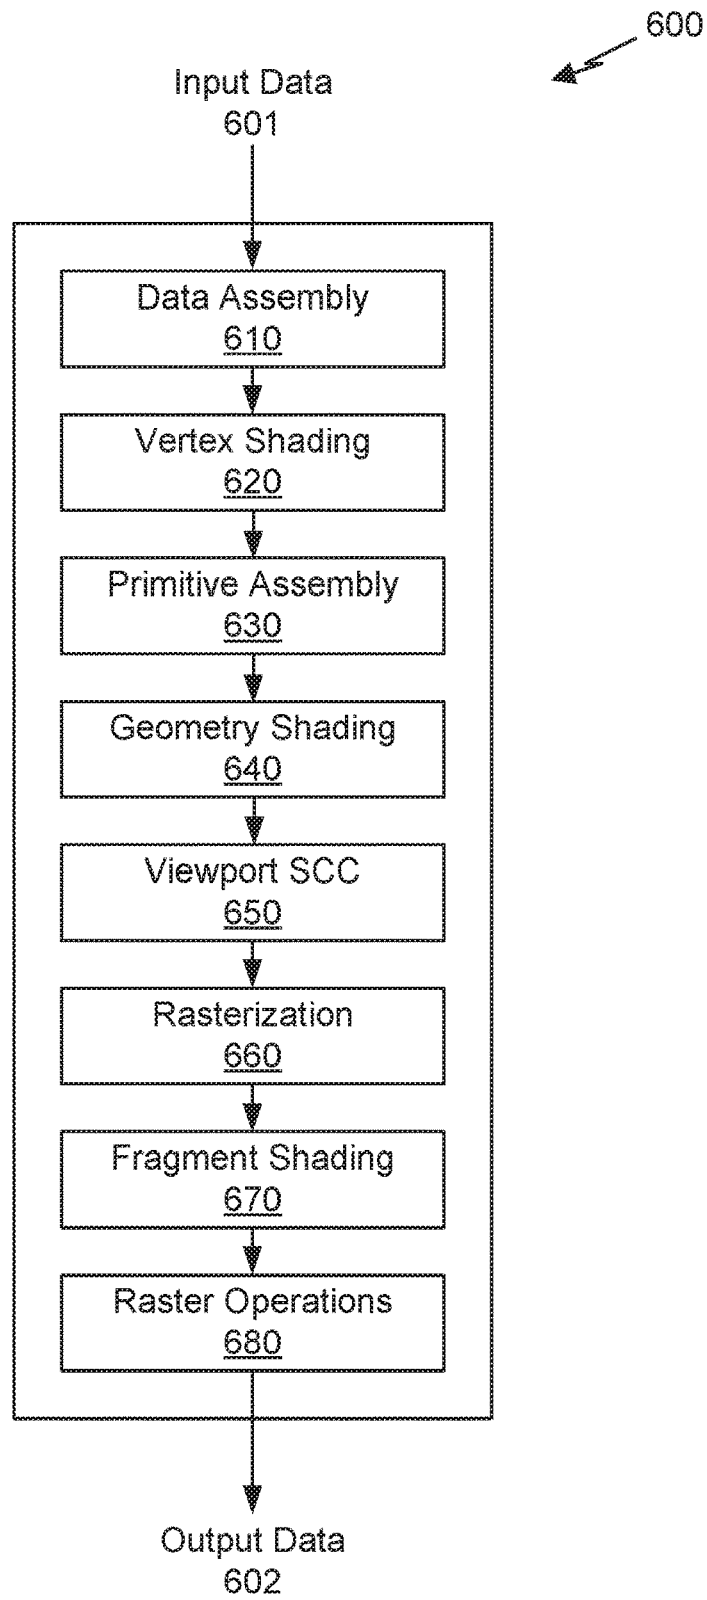 600
Input Data
601
Data Assembly
610
Vertex Shading
620
Primitive Assembly
630
Geometry Shading
640
Viewport SCC
650
Rasterization
660
Fragment Shading
670
Raster Operations
680
Output Data
602